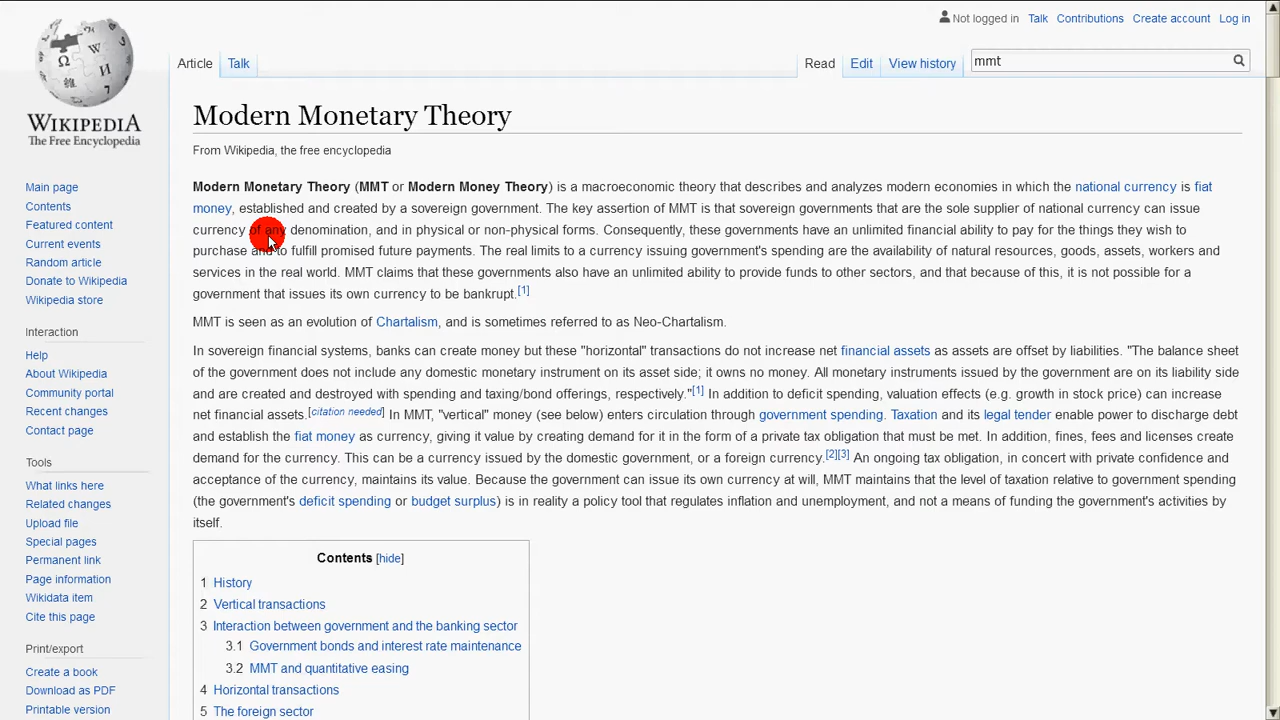 Not logged in Talk Contributions Create account Log in
Article Talk Read Edit View history mmt
WIKIPEDIA
The Free Encyclopedia
Main page
Contents
Featured content
Current events
Random article
Donate to Wikipedia
Wikipedia store
Interaction
Help
About Wikipedia
Community portal
Recent changes
Contact page
Tools
What links here
Related changes
Upload file
Special pages
Permanent link
Page information
Wikidata item
Cite this page
Print/export
Create a book
Download as PDF
Printable version
Modern Monetary Theory
From Wikipedia, the free encyclopedia
Modern Monetary Theory (MMT or Modern Money Theory) is a macroeconomic theory that describes and analyzes modern economies in which the national currency is fiat
money, established and created by a sovereign government. The key assertion of MMT is that sovereign governments that are the sole supplier of national currency can issue
currency of any denomination, and in physical or non-physical forms. Consequently, these governments have an unlimited financial ability to pay for the things they wish to
purchase and to fulfill promised future payments. The real limits to a currency issuing government's spending are the availability of natural resources, goods, assets, workers and
services in the real world. MMT claims that these governments also have an unlimited ability to provide funds to other sectors, and that because of this, it is not possible for a
government that issues its own currency to be bankrupt.[1]
MMT is seen as an evolution of Chartalism, and is sometimes referred to as Neo-Chartalism.
In sovereign financial systems, banks can create money but these "horizontal" transactions do not increase net financial assets as assets are offset by liabilities. "The balance sheet
of the government does not include any domestic monetary instrument on its asset side; it owns no money. All monetary instruments issued by the government are on its liability side
and are created and destroyed with spending and taxing/bond offerings, respectively."[1] In addition to deficit spending, valuation effects (e.g. growth in stock price) can increase
net financial assets.[citation needed] In MMT, "vertical" money (see below) enters circulation through government spending. Taxation and its legal tender enable power to discharge debt
and establish the fiat money as currency, giving it value by creating demand for it in the form of a private tax obligation that must be met. In addition, fines, fees and licenses create
demand for the currency. This can be a currency issued by the domestic government, or a foreign currency.[2][3] An ongoing tax obligation, in concert with private confidence and
acceptance of the currency, maintains its value. Because the government can issue its own currency at will, MMT maintains that the level of taxation relative to government spending
(the government's deficit spending or budget surplus) is in reality a policy tool that regulates inflation and unemployment, and not a means of funding the government's activities by
itself.
Contents [hide]
1 History
2 Vertical transactions
3 Interaction between government and the banking sector
3.1 Government bonds and interest rate maintenance
3.2 MMT and quantitative easing
4 Horizontal transactions
5 The foreign sector